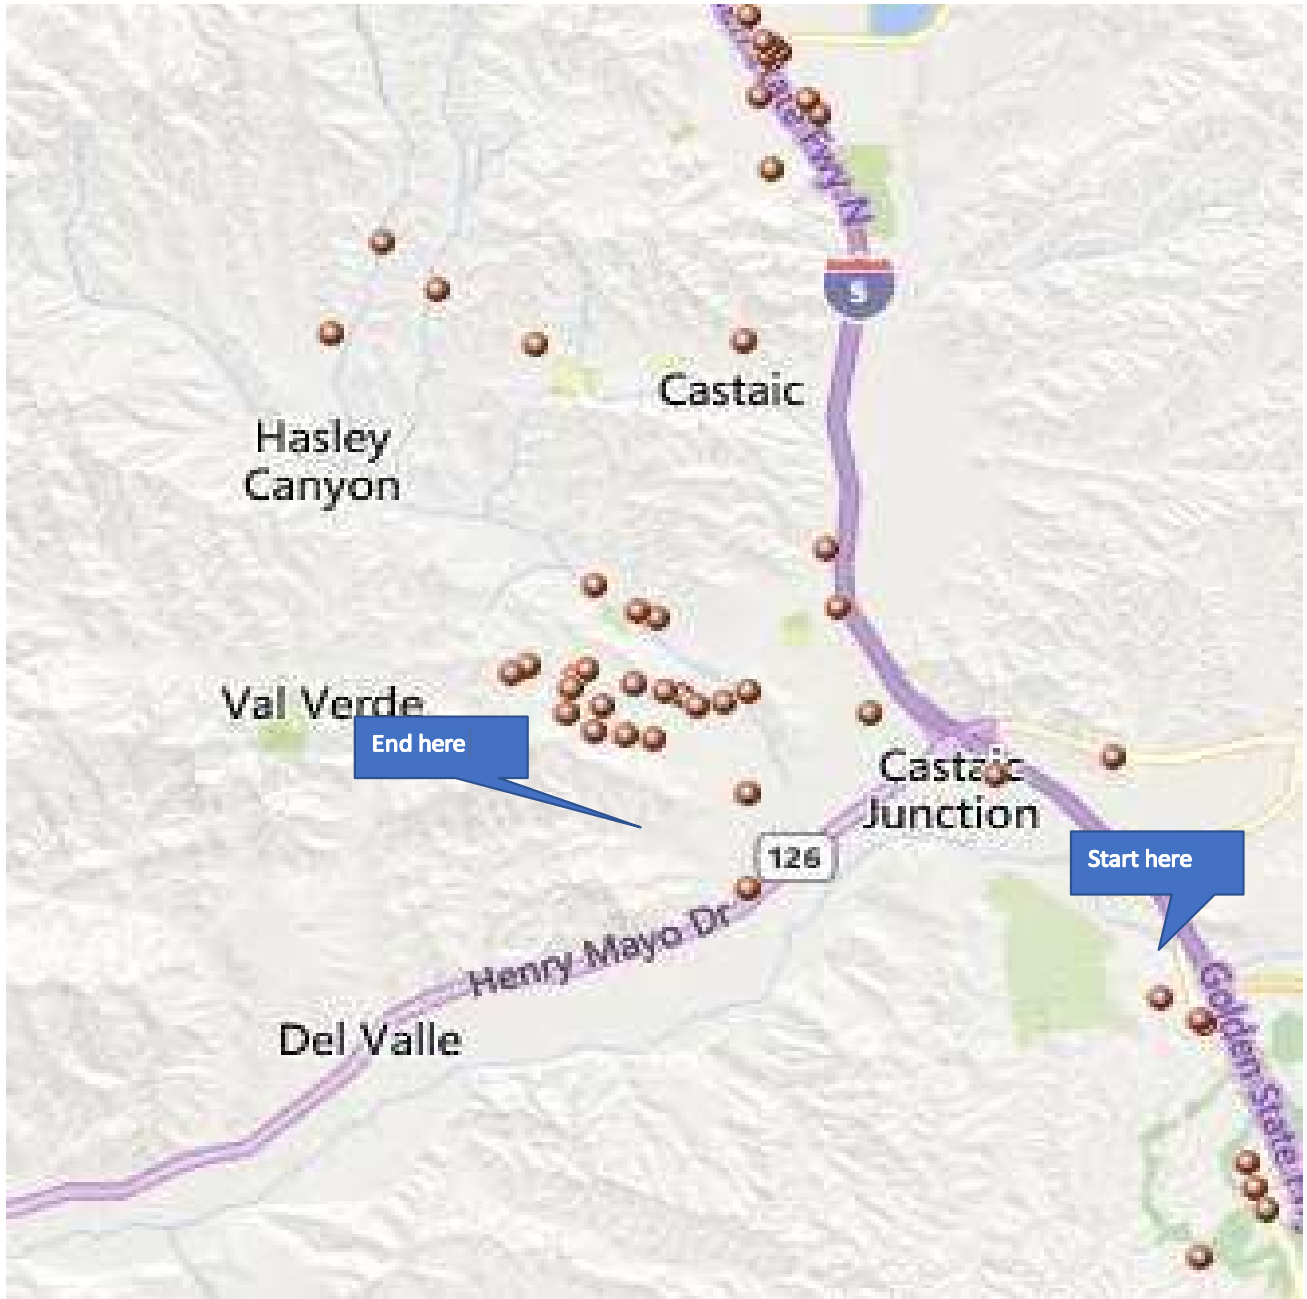 5
Castaic
Hasley
Canyon
Val Verde
End here
Castaic
Junction
126
Start here
Henry Mayo Dr
Golden State
Del Valle